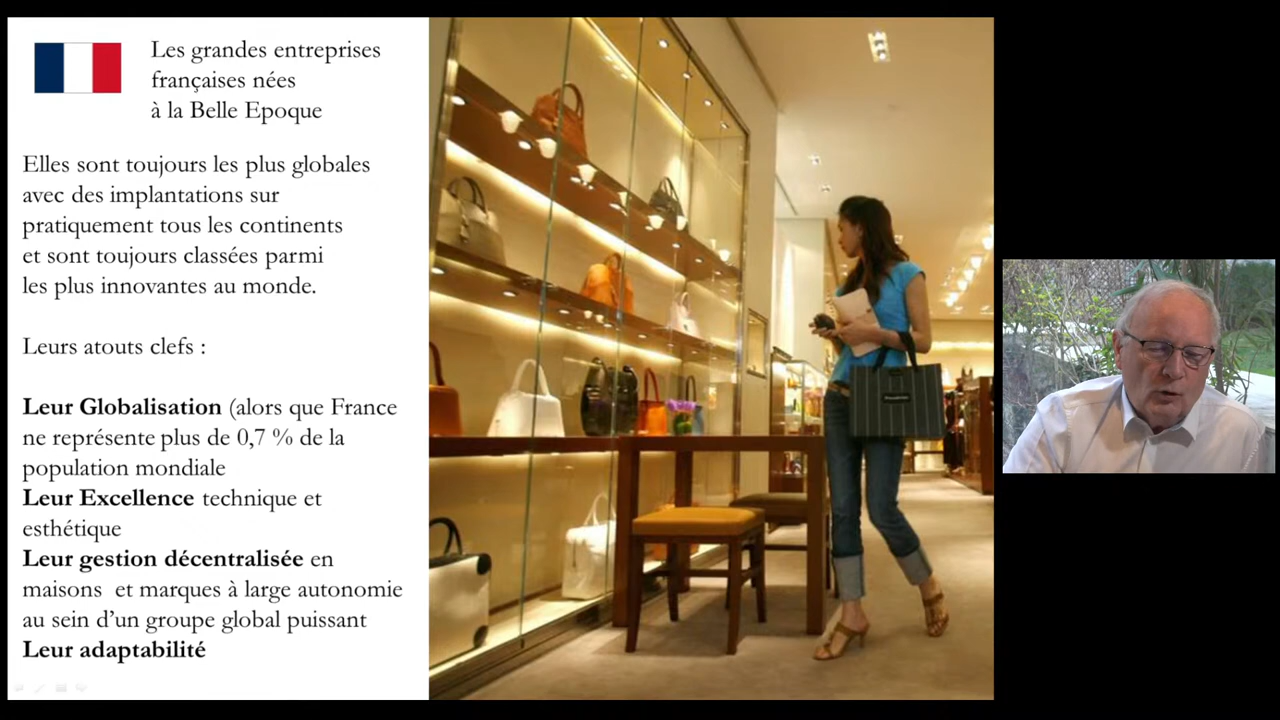 Les grandes entreprises
françaises nées
à la Belle Epoque
Elles sont toujours les plus globales
avec des implantations sur
pratiquement tous les continents
et sont toujours classées parmi
les plus innovantes au monde.
Leurs atouts clefs :
Leur Globalisation (alors que France
ne représente plus de 0,7 % de la
population mondiale
Leur Excellence technique et
esthétique
Leur gestion décentralisée en
maisons et marques à large autonomie
au sein d’un groupe global puissant
Leur adaptabilité